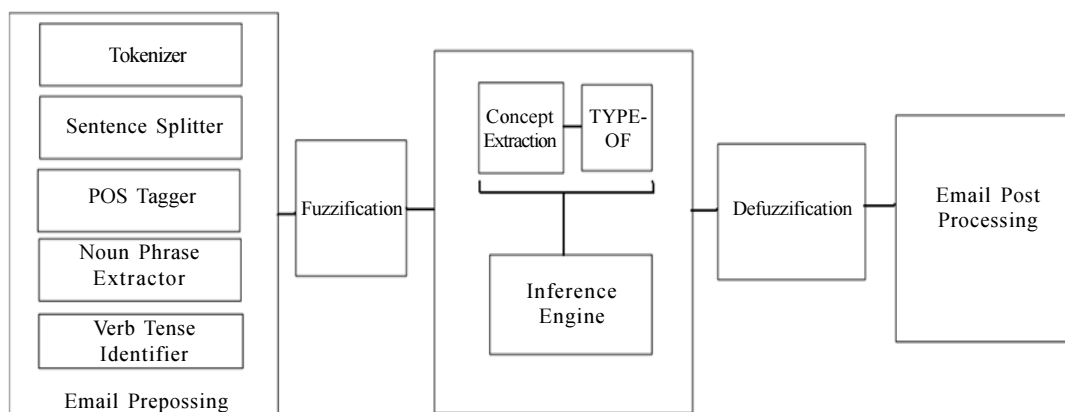 Tokenizer
Sentence Splitter
POS Tagger
Noun Phrase
Extractor
Verb Tense
Identifier
Email Prepossing
Fuzzification
Concept
Extraction
TYPE-
OF
Inference
Engine
Defuzzification
Email Post
Processing